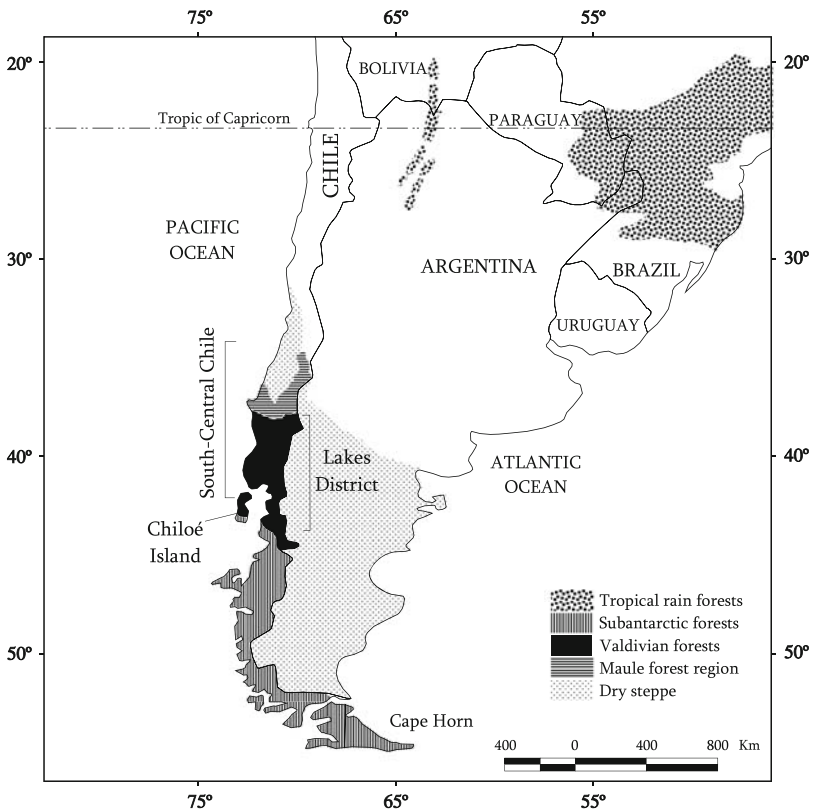 75° 65° 55°
20° BOLIVIA 20°
Tropic of Capricorn PARAGUAY
CHILE
PACIFIC
OCEAN
30° ARGENTINA BRAZIL 30°
URUGUAY
South-Central Chile
40° Lakes
District
ATLANTIC
OCEAN
40°
Chiloé
Island
Tropical rain forests
Subantarctic forests
Valdivian forests
50° Maule forest region 50°
Dry steppe
Cape Horn
400 0 400 800 Km
75° 65° 55°